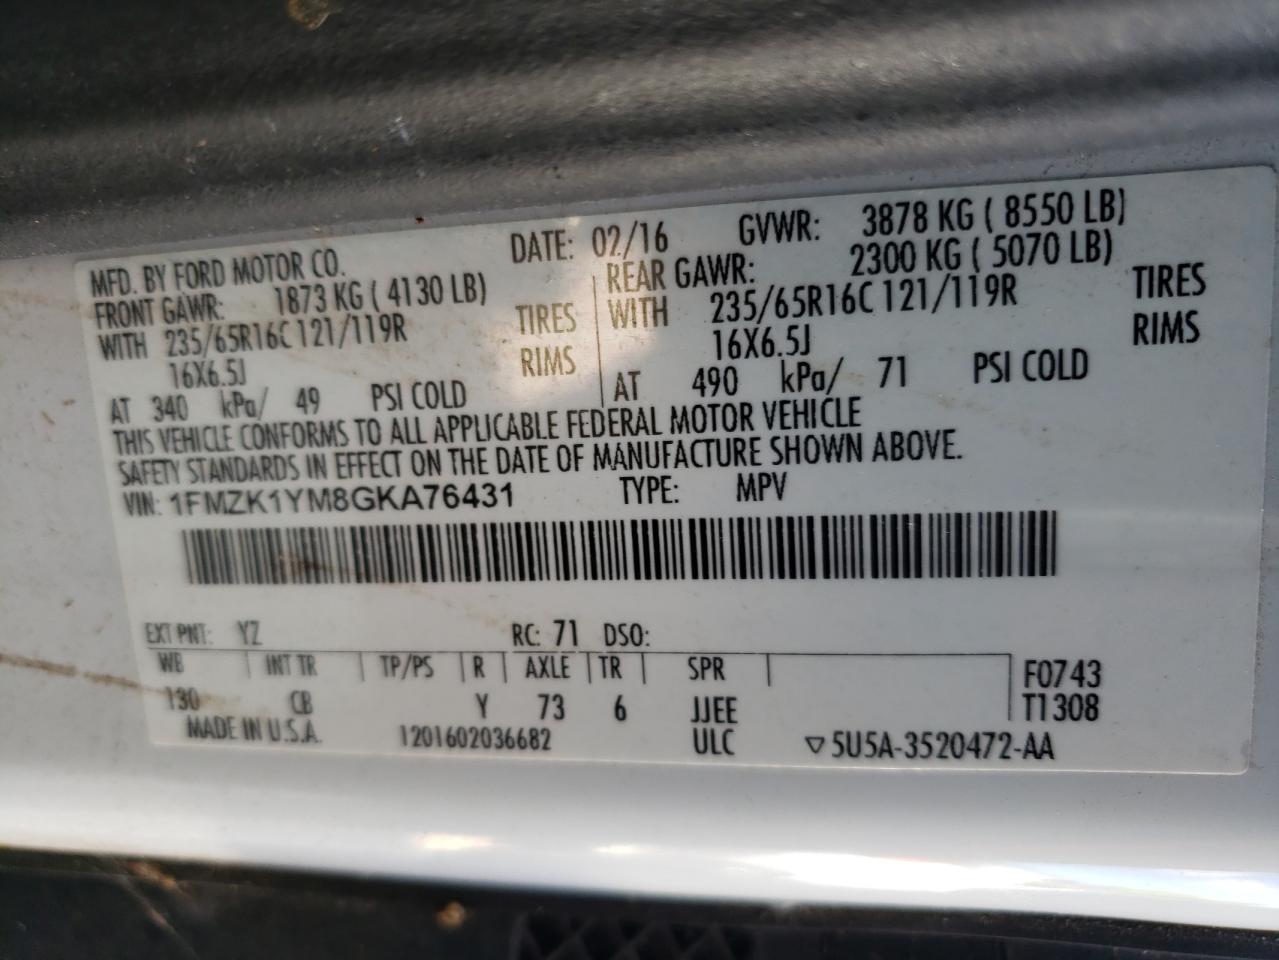 MFD. BY FORD MOTOR CO. DATE: 02/16 GVWR: 3878 KG ( 8550 LB)
FRONT GAWR: 1873 KG ( 4130 LB) REAR GAWR: 2300 KG ( 5070 LB)
WITH 235/65R16C 121/119R TIRES WITH 235/65R16C 121/119R TIRES
16X6.5J RIMS 16X6.5J RIMS
AT 340 kPa/ 49 PSI COLD AT 490 kPa/ 71 PSI COLD
THIS VEHICLE CONFORMS TO ALL APPLICABLE FEDERAL MOTOR VEHICLE
SAFETY STANDARDS IN EFFECT ON THE DATE OF MANUFACTURE SHOWN ABOVE.
VIN: 1FMZK1YM8GKA76431 TYPE: MPV
EXT PNT: YZ RC: 71 DSO:
WB INT TR TP/PS R AXLE TR SPR F0743
130 CB Y 73 6 JJEE T1308
MADE IN U.S.A. 1201602036682 ULC ▽5U5A-3520472-AA